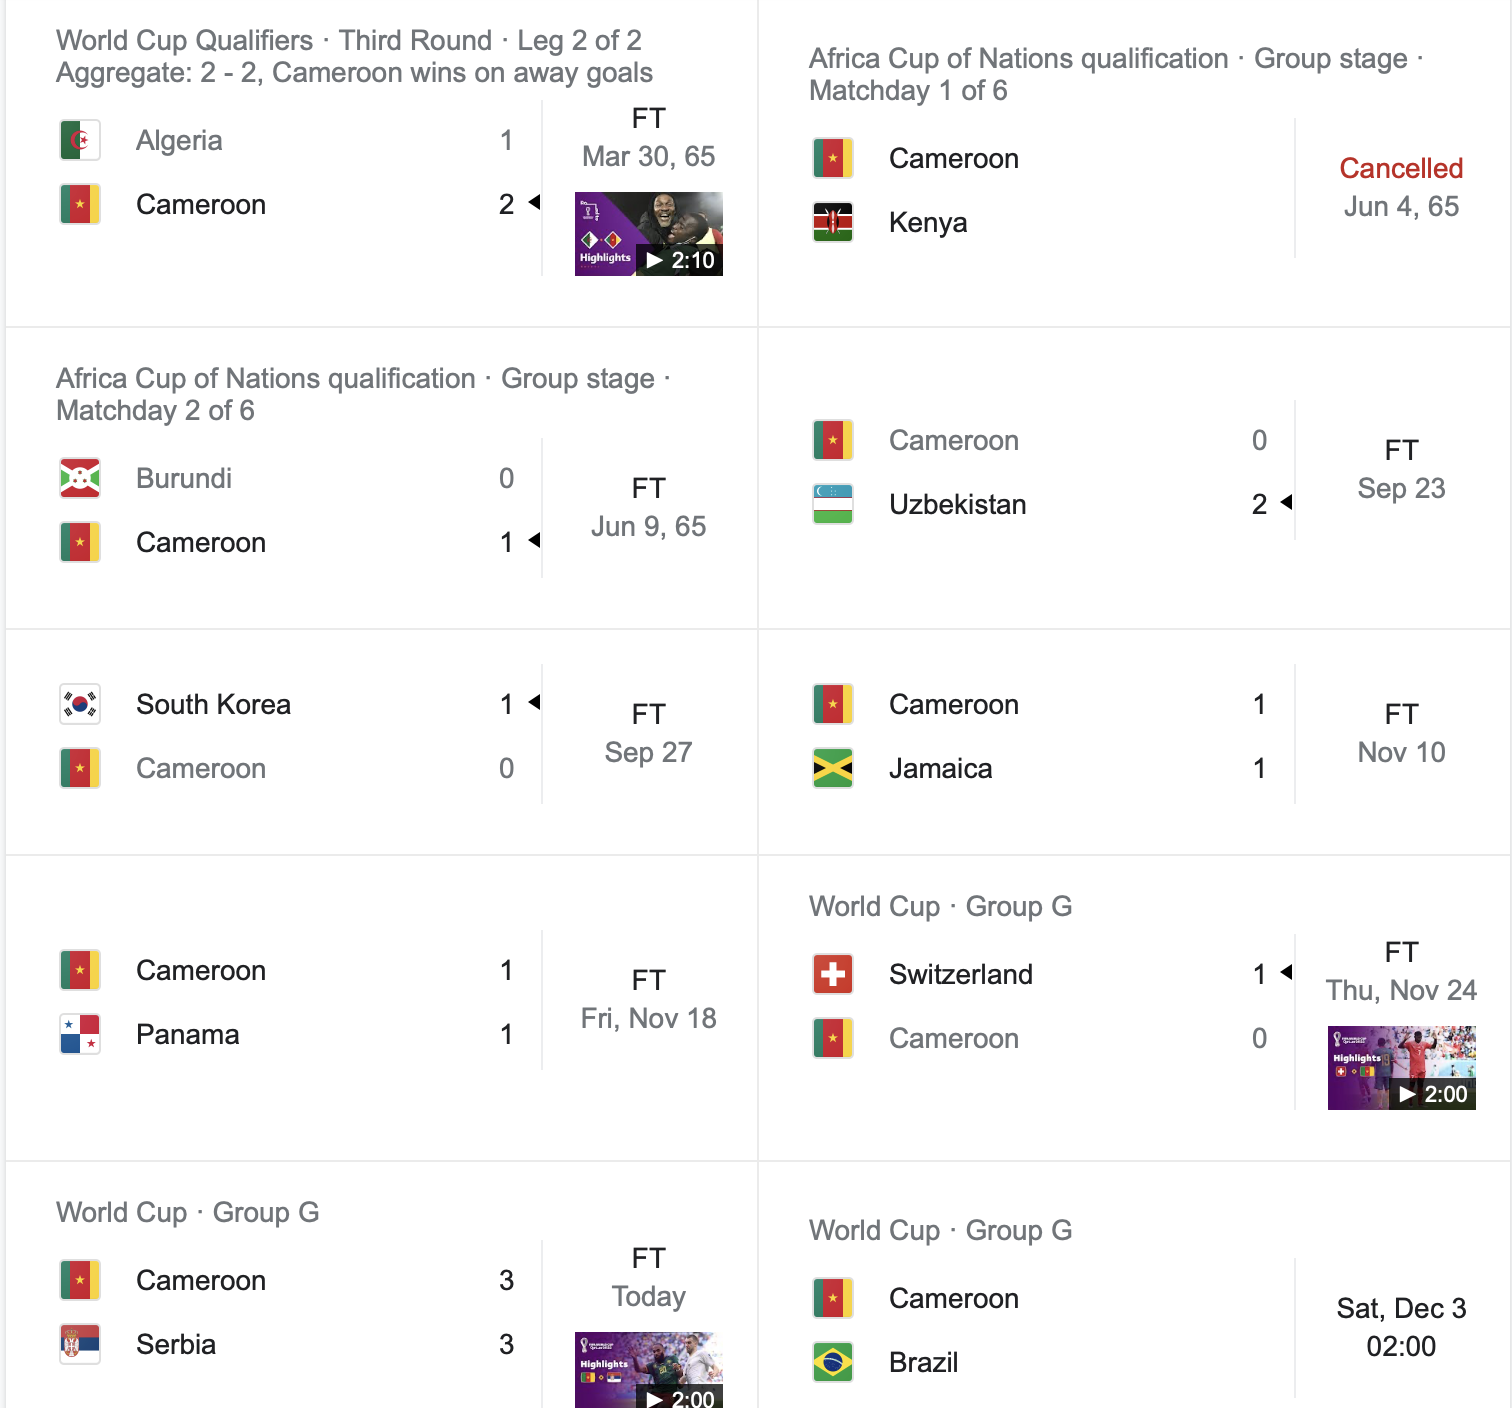 World Cup Qualifiers · Third Round · Leg 2 of 2
Aggregate: 2 - 2, Cameroon wins on away goals
Algeria 1
Cameroon 2
FT
Mar 30, 65
Highlights
2:10
Africa Cup of Nations qualification · Group stage ·
Matchday 1 of 6
Cameroon
Kenya
Cancelled
Jun 4, 65
Africa Cup of Nations qualification · Group stage ·
Matchday 2 of 6
Burundi 0
Cameroon 1
FT
Jun 9, 65
Cameroon 0
Uzbekistan 2
FT
Sep 23
South Korea 1
Cameroon 0
FT
Sep 27
Cameroon 1
Jamaica 1
FT
Nov 10
Cameroon 1
Panama 1
FT
Fri, Nov 18
World Cup · Group G
Switzerland 1
Cameroon 0
FT
Thu, Nov 24
Highlights
2:00
World Cup · Group G
Cameroon 3
Serbia 3
FT
Today
Highlights
2:00
World Cup · Group G
Cameroon
Brazil
Sat, Dec 3
02:00